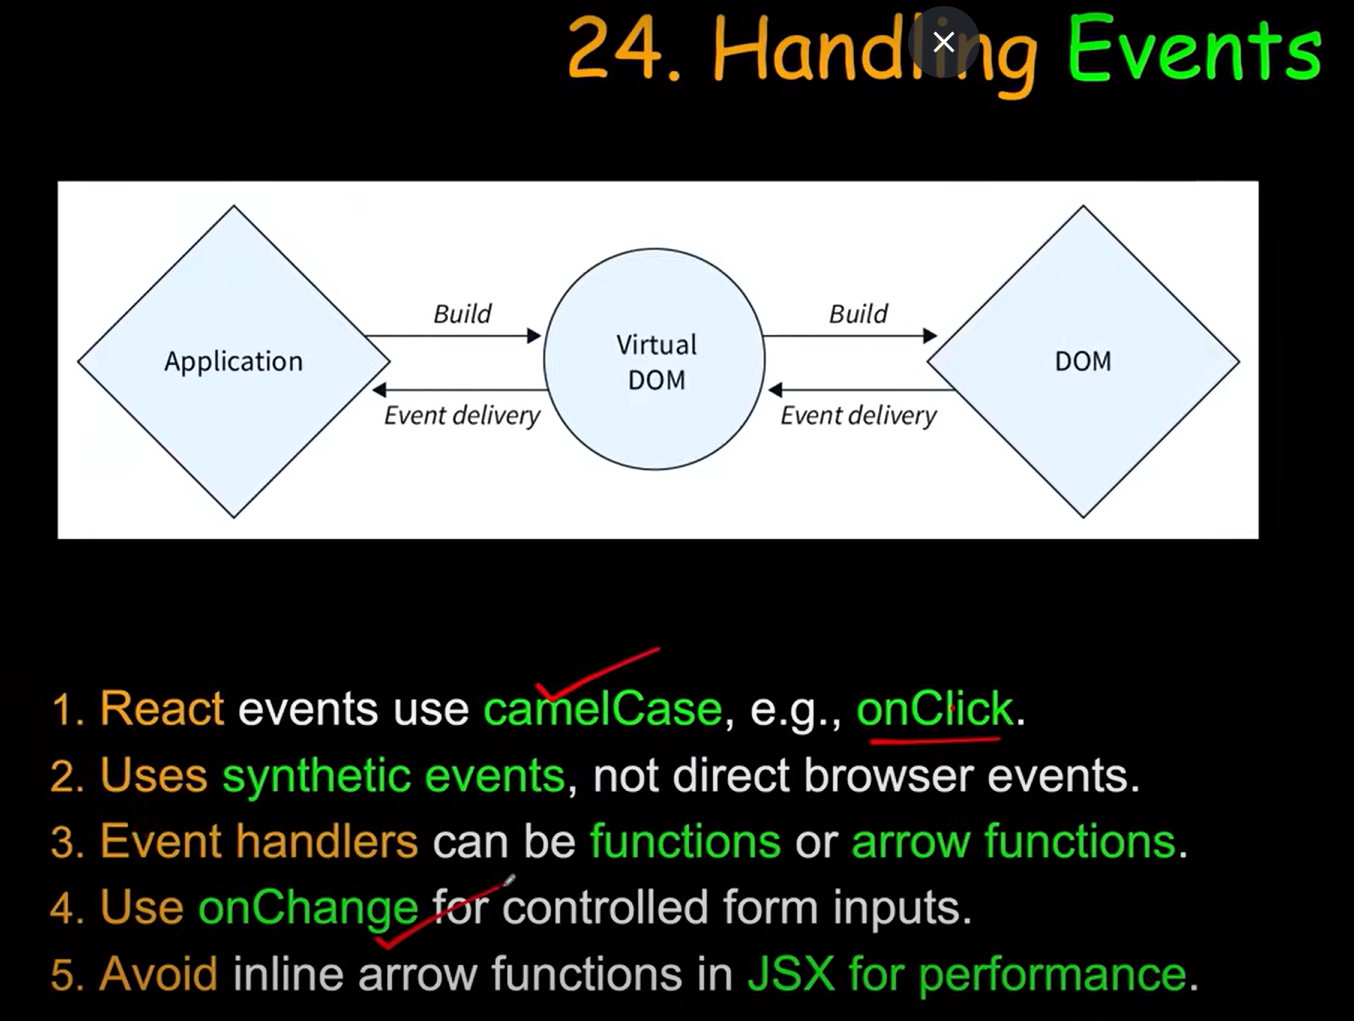 24. Handling Events
Build
Build
Application
Virtual
DOM
DOM
Event delivery
Event delivery
1. React events use camelCase, e.g., onClick.
2. Uses synthetic events, not direct browser events.
3. Event handlers can be functions or arrow functions.
4. Use onChange for controlled form inputs.
5. Avoid inline arrow functions in JSX for performance.